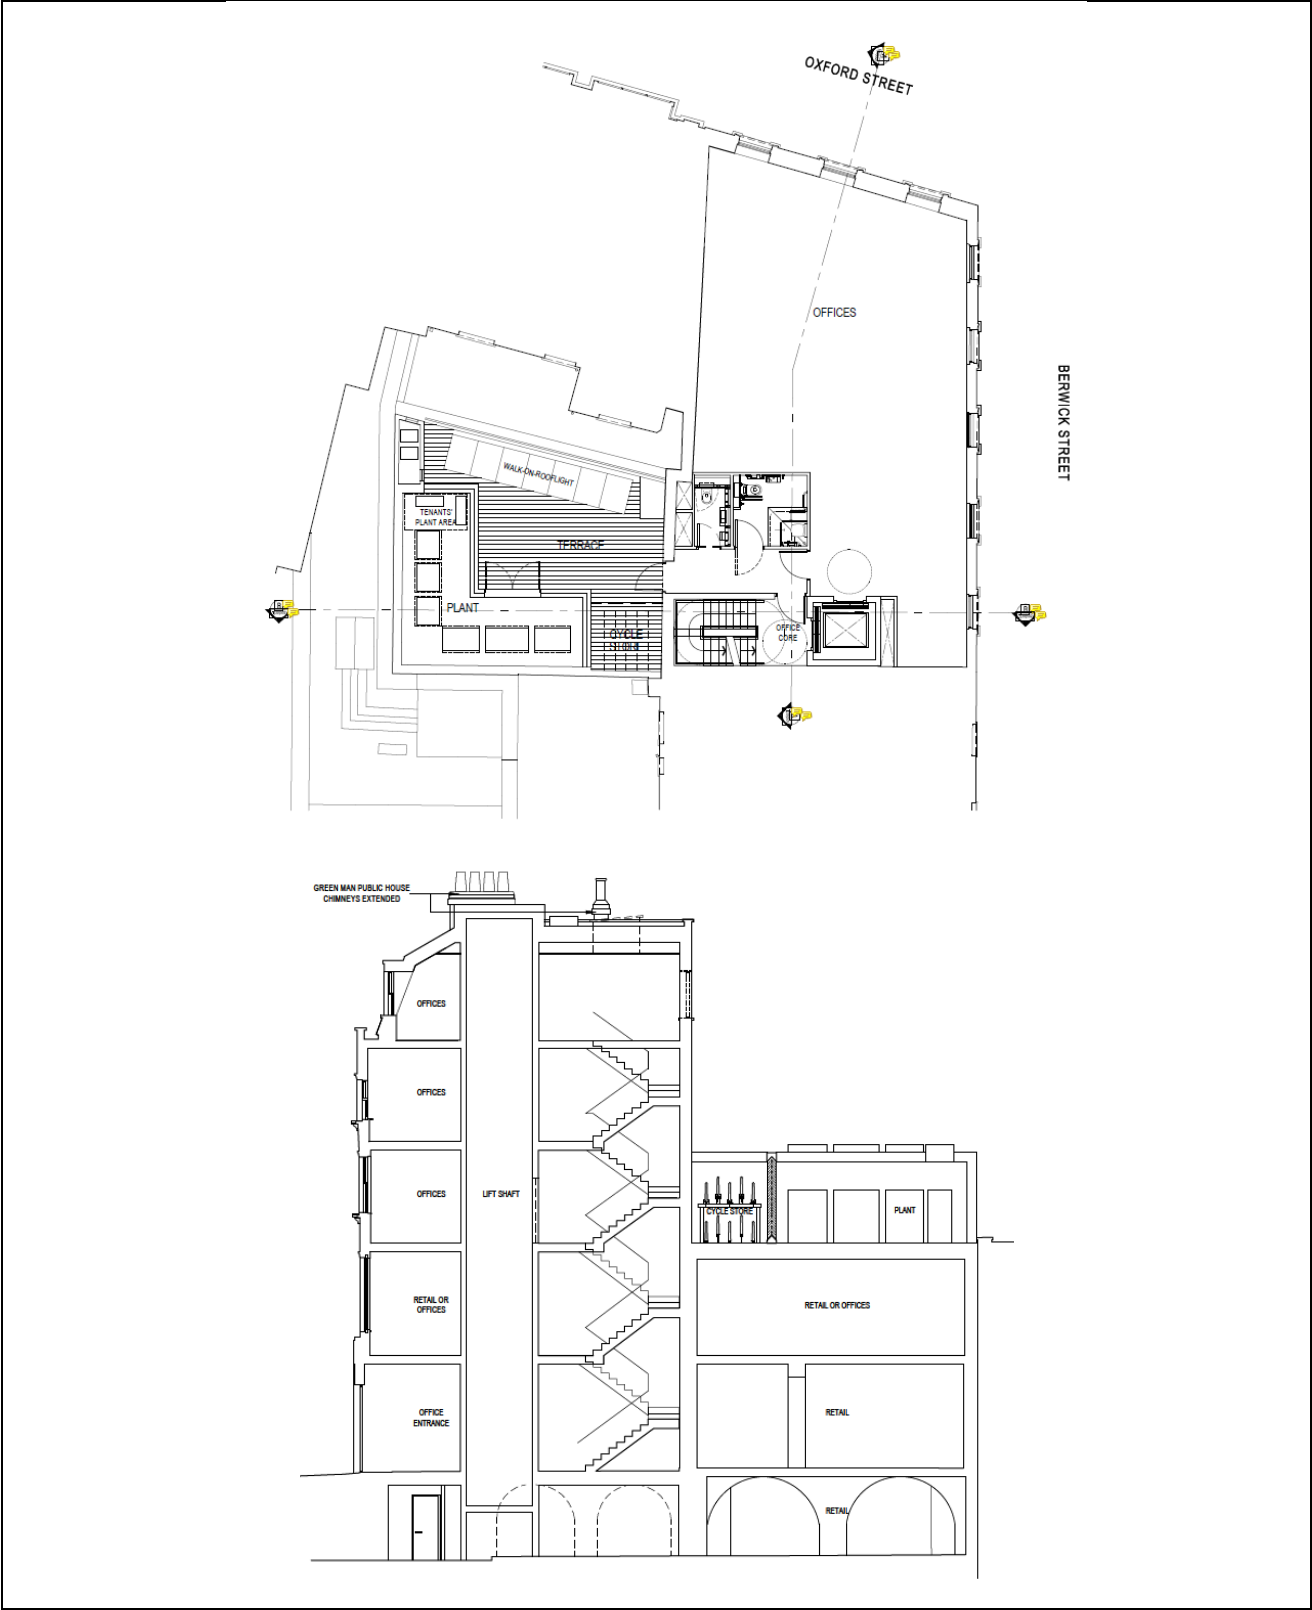 OXFORD STREET
OFFICES
BERWICK STREET
WALK-ON-ROOFLIGHT
TENANTS'
PLANT AREA
TERRACE
PLANT
CYCLE
STORE
OFFICE
CORE
GREEN MAN PUBLIC HOUSE
CHIMNEYS EXTENDED
OFFICES
OFFICES
OFFICES
LIFT SHAFT
CYCLE STORE
PLANT
RETAIL OR
OFFICES
RETAIL OR OFFICES
OFFICE
ENTRANCE
RETAIL
RETAIL